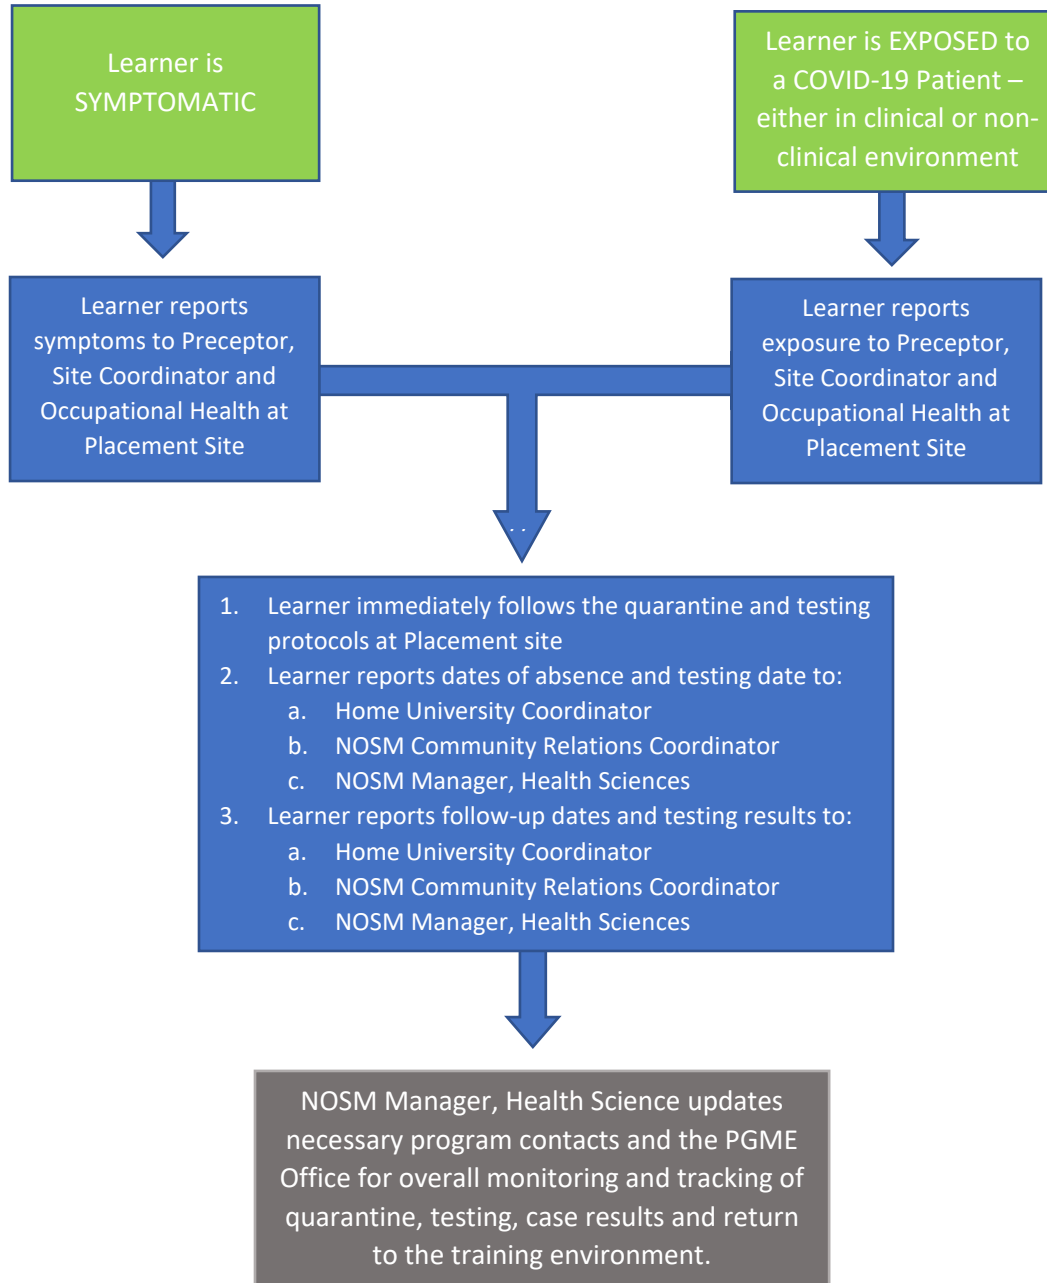 Learner is
SYMPTOMATIC
Learner is EXPOSED to
a COVID-19 Patient –
either in clinical or non-
clinical environment
Learner reports
symptoms to Preceptor,
Site Coordinator and
Occupational Health at
Placement Site
Learner reports
exposure to Preceptor,
Site Coordinator and
Occupational Health at
Placement Site
1. Learner immediately follows the quarantine and testing
protocols at Placement site
2. Learner reports dates of absence and testing date to:
a. Home University Coordinator
b. NOSM Community Relations Coordinator
c. NOSM Manager, Health Sciences
3. Learner reports follow-up dates and testing results to:
a. Home University Coordinator
b. NOSM Community Relations Coordinator
c. NOSM Manager, Health Sciences
NOSM Manager, Health Science updates
necessary program contacts and the PGME
Office for overall monitoring and tracking of
quarantine, testing, case results and return
to the training environment.